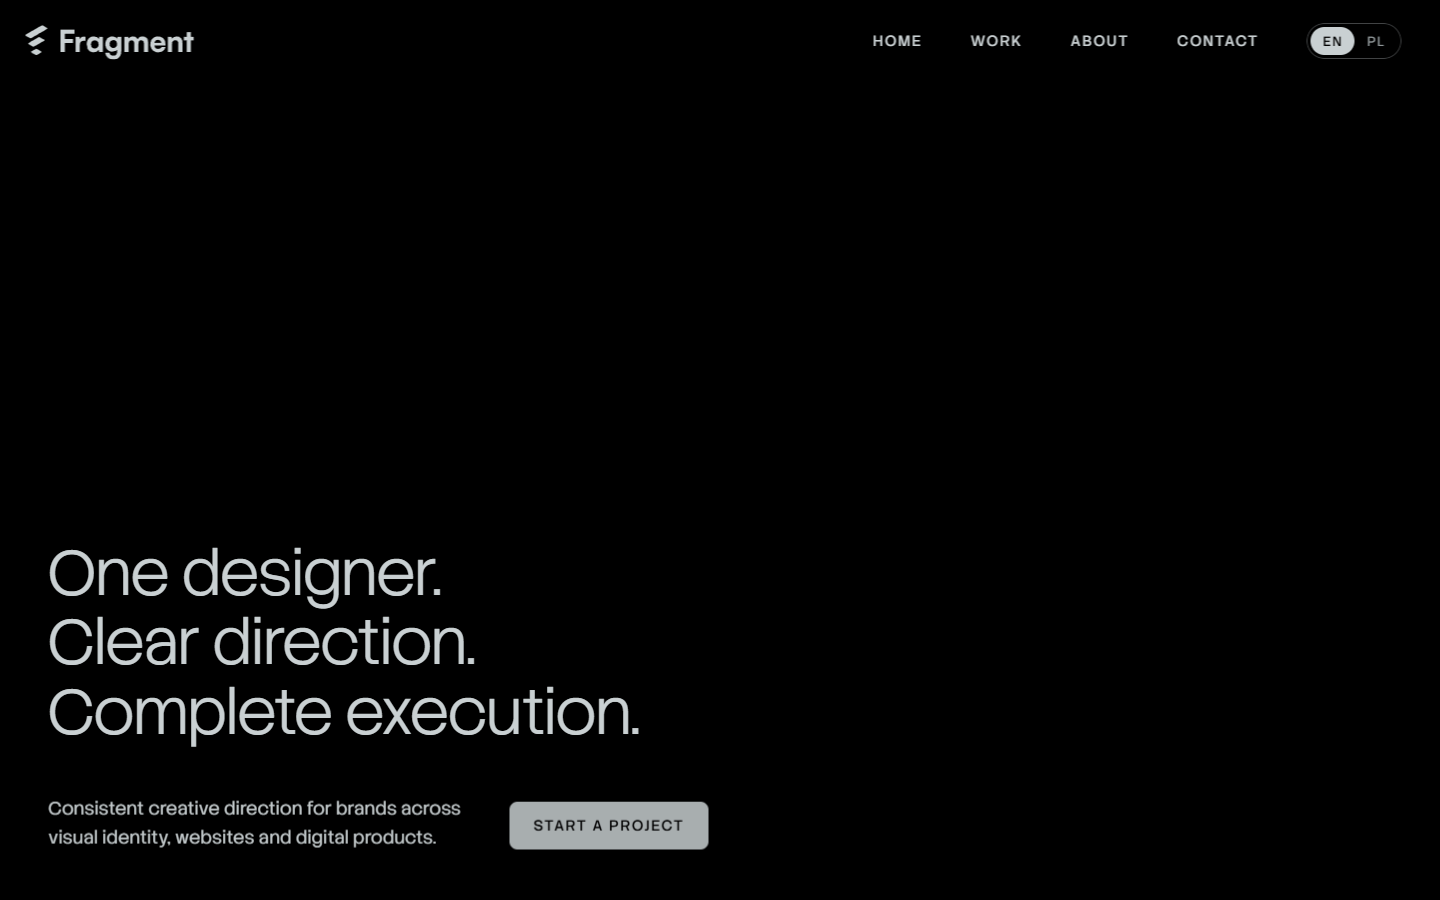 Fragment
HOME WORK ABOUT CONTACT EN PL
One designer.
Clear direction.
Complete execution.
Consistent creative direction for brands across
visual identity, websites and digital products.
START A PROJECT